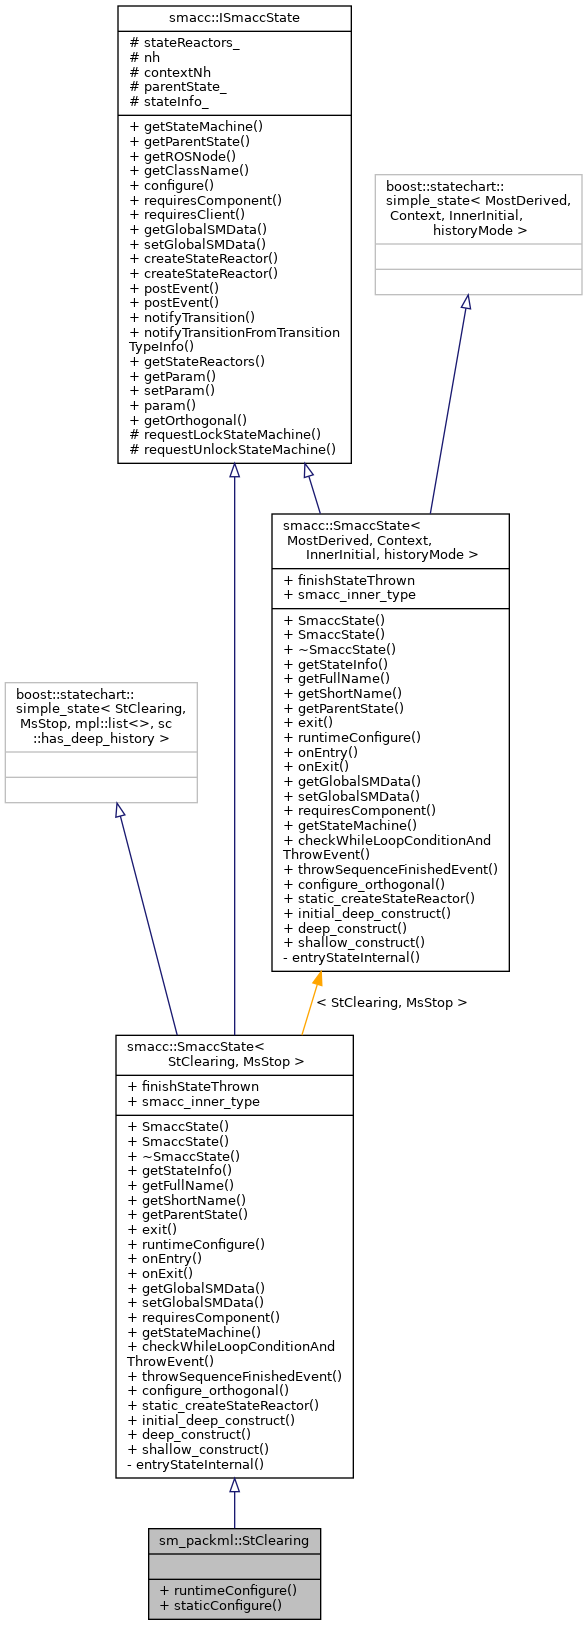 smacc::ISmaccState
# stateReactors_
# nh
# contextNh
# parentState_
# stateInfo_
+ getStateMachine()
+ getParentState()
+ getROSNode()
+ getClassName()
+ configure()
+ requiresComponent()
+ requiresClient()
+ getGlobalSMData()
+ setGlobalSMData()
+ createStateReactor()
+ createStateReactor()
+ postEvent()
+ postEvent()
+ notifyTransition()
+ notifyTransitionFromTransition
TypeInfo()
+ getStateReactors()
+ getParam()
+ setParam()
+ param()
+ getOrthogonal()
# requestLockStateMachine()
# requestUnlockStateMachine()
boost::statechart::
simple_state< MostDerived,
Context, InnerInitial,
historyMode >
smacc::SmaccState<
MostDerived, Context,
InnerInitial, historyMode >
+ finishStateThrown
+ smacc_inner_type
+ SmaccState()
+ SmaccState()
+ ~SmaccState()
+ getStateInfo()
+ getFullName()
+ getShortName()
+ getParentState()
+ exit()
+ runtimeConfigure()
+ onEntry()
+ onExit()
+ getGlobalSMData()
+ setGlobalSMData()
+ requiresComponent()
+ getStateMachine()
+ checkWhileLoopConditionAnd
ThrowEvent()
+ throwSequenceFinishedEvent()
+ configure_orthogonal()
+ static_createStateReactor()
+ initial_deep_construct()
+ deep_construct()
+ shallow_construct()
- entryStateInternal()
boost::statechart::
simple_state< StClearing,
MsStop, mpl::list<>, sc
::has_deep_history >
< StClearing, MsStop >
smacc::SmaccState<
StClearing, MsStop >
+ finishStateThrown
+ smacc_inner_type
+ SmaccState()
+ SmaccState()
+ ~SmaccState()
+ getStateInfo()
+ getFullName()
+ getShortName()
+ getParentState()
+ exit()
+ runtimeConfigure()
+ onEntry()
+ onExit()
+ getGlobalSMData()
+ setGlobalSMData()
+ requiresComponent()
+ getStateMachine()
+ checkWhileLoopConditionAnd
ThrowEvent()
+ throwSequenceFinishedEvent()
+ configure_orthogonal()
+ static_createStateReactor()
+ initial_deep_construct()
+ deep_construct()
+ shallow_construct()
- entryStateInternal()
sm_packml::StClearing
+ runtimeConfigure()
+ staticConfigure()